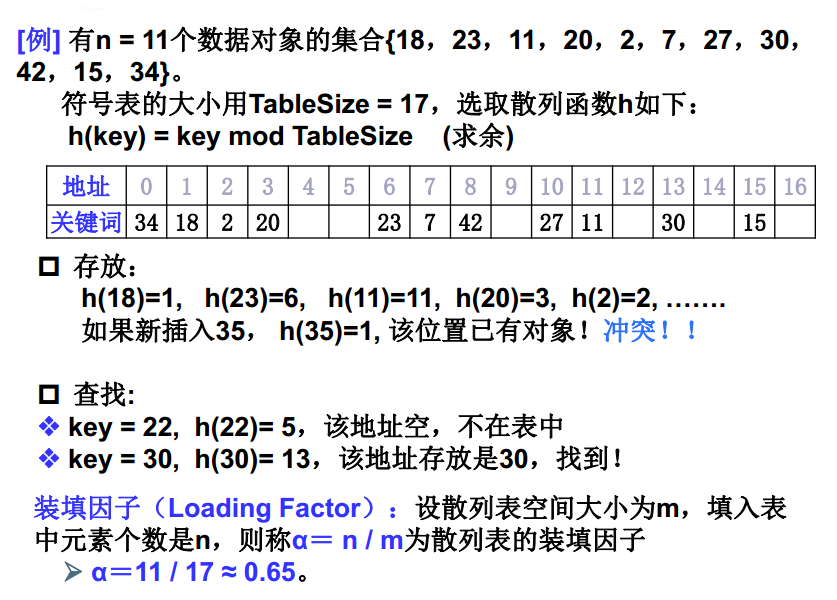 [例] 有n = 11个数据对象的集合{18，23，11，20，2，7，27，30，
42，15，34}。
符号表的大小用TableSize = 17，选取散列函数h如下：
h(key) = key mod TableSize (求余)
地址 0 1 2 3 4 5 6 7 8 9 10 11 12 13 14 15 16
关键词 34 18 2 20 23 7 42 27 11 30 15
存放：
h(18)=1, h(23)=6, h(11)=11, h(20)=3, h(2)=2, …….
如果新插入35， h(35)=1, 该位置已有对象！冲突！！
查找:
key = 22, h(22)= 5，该地址空，不在表中
key = 30, h(30)= 13，该地址存放是30，找到！
装填因子（Loading Factor）：设散列表空间大小为m，填入表
中元素个数是n，则称α＝ n / m为散列表的装填因子
α＝11 / 17 ≈ 0.65。